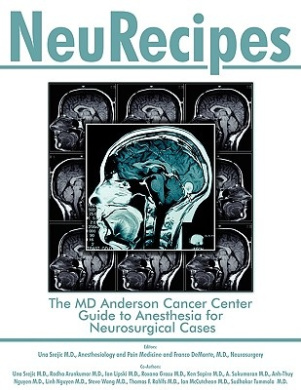 NeuRecipes
The MD Anderson Cancer Center
Guide to Anesthesia for
Neurosurgical Cases
Editors:
Una Srejic M.D., Anesthesiology and Pain Medicine and Franco DeMonte, M.D., Neurosurgery
Co-Authors:
Una Srejic M.D., Radha Arunkumar M.D., Ian Lipski M.D., Rosana Grasu M.D., Ken Sapire M.D., A. Sukumaran M.D., Anh-Thuy
Nguyen M.D., Linh Nguyen M.D., Steve Wang M.D., Thomas F. Rahlfs M.D., Ian McCutcheon M.D., Sudhakar Tummala M.D.